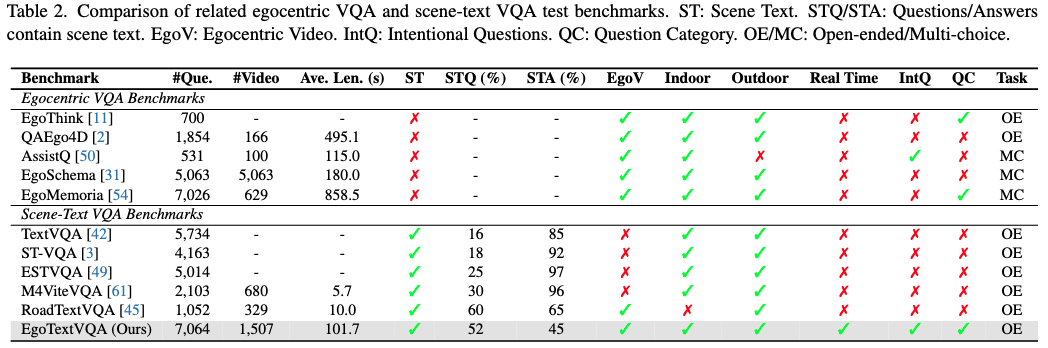 Table 2. Comparison of related egocentric VQA and scene-text VQA test benchmarks. ST: Scene Text. STQ/STA: Questions/Answers
contain scene text. EgoV: Egocentric Video. IntQ: Intentional Questions. QC: Question Category. OE/MC: Open-ended/Multi-choice.
Benchmark #Que. #Video Ave. Len. (s) ST STQ (%) STA (%) EgoV Indoor Outdoor Real Time IntQ QC Task
Egocentric VQA Benchmarks
EgoThink [11] 700 - - ✗ - - ✓ ✓ ✓ ✗ ✗ ✓ OE
QAEgo4D [2] 1,854 166 495.1 ✗ - - ✓ ✓ ✓ ✗ ✗ ✗ OE
AssistQ [50] 531 100 115.0 ✗ - - ✓ ✓ ✗ ✗ ✓ ✗ MC
EgoSchema [31] 5,063 5,063 180.0 ✗ - - ✓ ✓ ✓ ✗ ✗ ✗ MC
EgoMemoria [54] 7,026 629 858.5 ✗ - - ✓ ✓ ✓ ✗ ✗ ✓ MC
Scene-Text VQA Benchmarks
TextVQA [42] 5,734 - - ✓ 16 85 ✗ ✓ ✓ ✗ ✗ ✗ OE
ST-VQA [3] 4,163 - - ✓ 18 92 ✗ ✓ ✓ ✗ ✗ ✗ OE
ESTVQA [49] 5,014 - - ✓ 25 97 ✗ ✓ ✓ ✗ ✗ ✗ OE
M4ViteVQA [61] 2,103 680 5.7 ✓ 30 96 ✗ ✓ ✓ ✗ ✗ ✗ OE
RoadTextVQA [45] 1,052 329 10.0 ✓ 60 65 ✓ ✗ ✓ ✗ ✗ ✗ OE
EgoTextVQA (Ours) 7,064 1,507 101.7 ✓ 52 45 ✓ ✓ ✓ ✓ ✓ ✓ OE